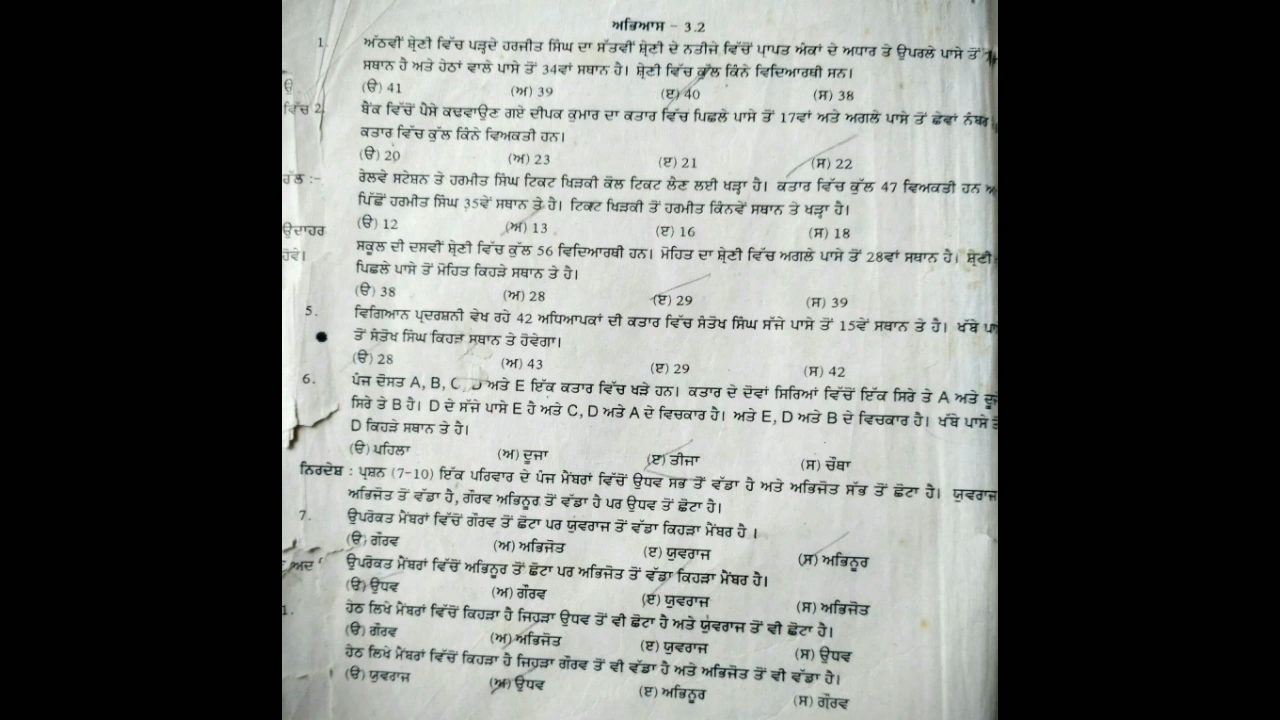 ਅਭਿਆਸ - 3.2
1. ਅੱਠਵੀਂ ਸ਼੍ਰੇਣੀ ਵਿੱਚ ਪੜ੍ਹਦੇ ਹਰਜੀਤ ਸਿੰਘ ਦਾ ਸੱਤਵੀਂ ਸ਼੍ਰੇਣੀ ਦੇ ਨਤੀਜੇ ਵਿੱਚੋਂ ਪ੍ਰਾਪਤ ਅੰਕਾਂ ਦੇ ਅਧਾਰ ਤੇ ਉਪਰਲੇ ਪਾਸੇ ਤੋਂ
ਸਥਾਨ ਹੈ ਅਤੇ ਹੇਠਾਂ ਵਾਲੇ ਪਾਸੇ ਤੋਂ 34ਵਾਂ ਸਥਾਨ ਹੈ। ਸ਼੍ਰੇਣੀ ਵਿੱਚ ਕੁੱਲ ਕਿੰਨੇ ਵਿਦਿਆਰਥੀ ਸਨ।
ਉ (ੳ) 41 (ਅ) 39 (ੲ) 40 (ਸ) 38
ਵਿੱਚ 2. ਬੈਂਕ ਵਿੱਚੋਂ ਪੈਸੇ ਕਢਵਾਉਣ ਗਏ ਦੀਪਕ ਕੁਮਾਰ ਦਾ ਕਤਾਰ ਵਿੱਚ ਪਿਛਲੇ ਪਾਸੇ ਤੋਂ 17ਵਾਂ ਅਤੇ ਅਗਲੇ ਪਾਸੇ ਤੋਂ ਛੇਵਾਂ ਨੰਬਰ
ਕਤਾਰ ਵਿੱਚ ਕੁੱਲ ਕਿੰਨੇ ਵਿਅਕਤੀ ਹਨ।
(ੳ) 20 (ਅ) 23 (ੲ) 21 (ਸ) 22
ਹੱਲ :- ਰੇਲਵੇ ਸਟੇਸ਼ਨ ਤੇ ਹਰਮੀਤ ਸਿੰਘ ਟਿਕਟ ਖਿੜਕੀ ਕੋਲ ਟਿਕਟ ਲੈਣ ਲਈ ਖੜ੍ਹਾ ਹੈ। ਕਤਾਰ ਵਿੱਚ ਕੁੱਲ 47 ਵਿਅਕਤੀ ਹਨ
ਪਿੱਛੋਂ ਹਰਮੀਤ ਸਿੰਘ 35ਵੇਂ ਸਥਾਨ ਤੇ ਹੈ। ਟਿਕਟ ਖਿੜਕੀ ਤੋਂ ਹਰਮੀਤ ਕਿੰਨਵੇਂ ਸਥਾਨ ਤੇ ਖੜ੍ਹਾ ਹੈ।
ਉਦਾਹਰ (ੳ) 12 (ਅ) 13 (ੲ) 16 (ਸ) 18
ਹੋਵੇ। ਸਕੂਲ ਦੀ ਦਸਵੀਂ ਸ਼੍ਰੇਣੀ ਵਿੱਚ ਕੁੱਲ 56 ਵਿਦਿਆਰਥੀ ਹਨ। ਮੋਹਿਤ ਦਾ ਸ਼੍ਰੇਣੀ ਵਿੱਚ ਅਗਲੇ ਪਾਸੇ ਤੋਂ 28ਵਾਂ ਸਥਾਨ ਹੈ। ਸ਼੍ਰੇਣੀ
ਪਿਛਲੇ ਪਾਸੇ ਤੋਂ ਮੋਹਿਤ ਕਿਹੜੇ ਸਥਾਨ ਤੇ ਹੈ।
(ੳ) 38 (ਅ) 28 (ੲ) 29 (ਸ) 39
5. ਵਿਗਿਆਨ ਪ੍ਰਦਰਸ਼ਨੀ ਵੇਖ ਰਹੇ 42 ਅਧਿਆਪਕਾਂ ਦੀ ਕਤਾਰ ਵਿੱਚ ਸੰਤੋਖ ਸਿੰਘ ਸੱਜੇ ਪਾਸੇ ਤੋਂ 15ਵੇਂ ਸਥਾਨ ਤੇ ਹੈ। ਖੱਬੇ
ਤੋਂ ਸੰਤੋਖ ਸਿੰਘ ਕਿਹੜੇ ਸਥਾਨ ਤੇ ਹੋਵੇਗਾ।
(ੳ) 28 (ਅ) 43 (ੲ) 29 (ਸ) 42
6. ਪੰਜ ਦੋਸਤ A, B, C, D ਅਤੇ E ਇੱਕ ਕਤਾਰ ਵਿੱਚ ਖੜੇ ਹਨ। ਕਤਾਰ ਦੇ ਦੋਵਾਂ ਸਿਰਿਆਂ ਵਿੱਚੋਂ ਇੱਕ ਸਿਰੇ ਤੇ A ਅਤੇ ਦੂਜੇ
ਸਿਰੇ ਤੇ B ਹੈ। D ਦੇ ਸੱਜੇ ਪਾਸੇ E ਹੈ ਅਤੇ C, D ਅਤੇ A ਦੇ ਵਿਚਕਾਰ ਹੈ। ਅਤੇ E, D ਅਤੇ B ਦੇ ਵਿਚਕਾਰ ਹੈ। ਖੱਬੇ ਪਾਸੇ ਤੋਂ
D ਕਿਹੜੇ ਸਥਾਨ ਤੇ ਹੈ।
(ੳ) ਪਹਿਲਾ (ਅ) ਦੂਜਾ (ੲ) ਤੀਜਾ (ਸ) ਚੌਥਾ
ਨਿਰਦੇਸ਼ : ਪ੍ਰਸ਼ਨ (7-10) ਇੱਕ ਪਰਿਵਾਰ ਦੇ ਪੰਜ ਮੈਂਬਰਾਂ ਵਿੱਚੋਂ ਉਧਵ ਸਭ ਤੋਂ ਵੱਡਾ ਹੈ ਅਤੇ ਅਭਿਜੋਤ ਸੱਭ ਤੋਂ ਛੋਟਾ ਹੈ। ਯੁਵਰਾਜ
ਅਭਿਜੋਤ ਤੋਂ ਵੱਡਾ ਹੈ, ਗੌਰਵ ਅਭਿਨੂਰ ਤੋਂ ਵੱਡਾ ਹੈ ਪਰ ਉਧਵ ਤੋਂ ਛੋਟਾ ਹੈ।
7. ਉਪਰੋਕਤ ਮੈਂਬਰਾਂ ਵਿੱਚੋਂ ਗੌਰਵ ਤੋਂ ਛੋਟਾ ਪਰ ਯੁਵਰਾਜ ਤੋਂ ਵੱਡਾ ਕਿਹੜਾ ਮੈਂਬਰ ਹੈ ।
(ੳ) ਗੌਰਵ (ਅ) ਅਭਿਜੋਤ (ੲ) ਯੁਵਰਾਜ (ਸ) ਅਭਿਨੂਰ
ਅਦ ਉਪਰੋਕਤ ਮੈਂਬਰਾਂ ਵਿੱਚੋਂ ਅਭਿਨੂਰ ਤੋਂ ਛੋਟਾ ਪਰ ਅਭਿਜੋਤ ਤੋਂ ਵੱਡਾ ਕਿਹੜਾ ਮੈਂਬਰ ਹੈ।
(ੳ) ਉਧਵ (ਅ) ਗੌਰਵ (ੲ) ਯੁਵਰਾਜ (ਸ) ਅਭਿਜੋਤ
1. ਹੇਠ ਲਿਖੇ ਮੈਂਬਰਾਂ ਵਿੱਚੋਂ ਕਿਹੜਾ ਹੈ ਜਿਹੜਾ ਉਧਵ ਤੋਂ ਵੀ ਛੋਟਾ ਹੈ ਅਤੇ ਯੁਵਰਾਜ ਤੋਂ ਵੀ ਛੋਟਾ ਹੈ।
(ੳ) ਗੌਰਵ (ਅ) ਅਭਿਜੋਤ (ੲ) ਯੁਵਰਾਜ (ਸ) ਉਧਵ
ਹੇਠ ਲਿਖੇ ਮੈਂਬਰਾਂ ਵਿੱਚੋਂ ਕਿਹੜਾ ਹੈ ਜਿਹੜਾ ਗੌਰਵ ਤੋਂ ਵੀ ਵੱਡਾ ਹੈ ਅਤੇ ਅਭਿਜੋਤ ਤੋਂ ਵੀ ਵੱਡਾ ਹੈ।
(ੳ) ਯੁਵਰਾਜ (ਅ) ਉਧਵ (ੲ) ਅਭਿਨੂਰ (ਸ) ਗੌਰਵ